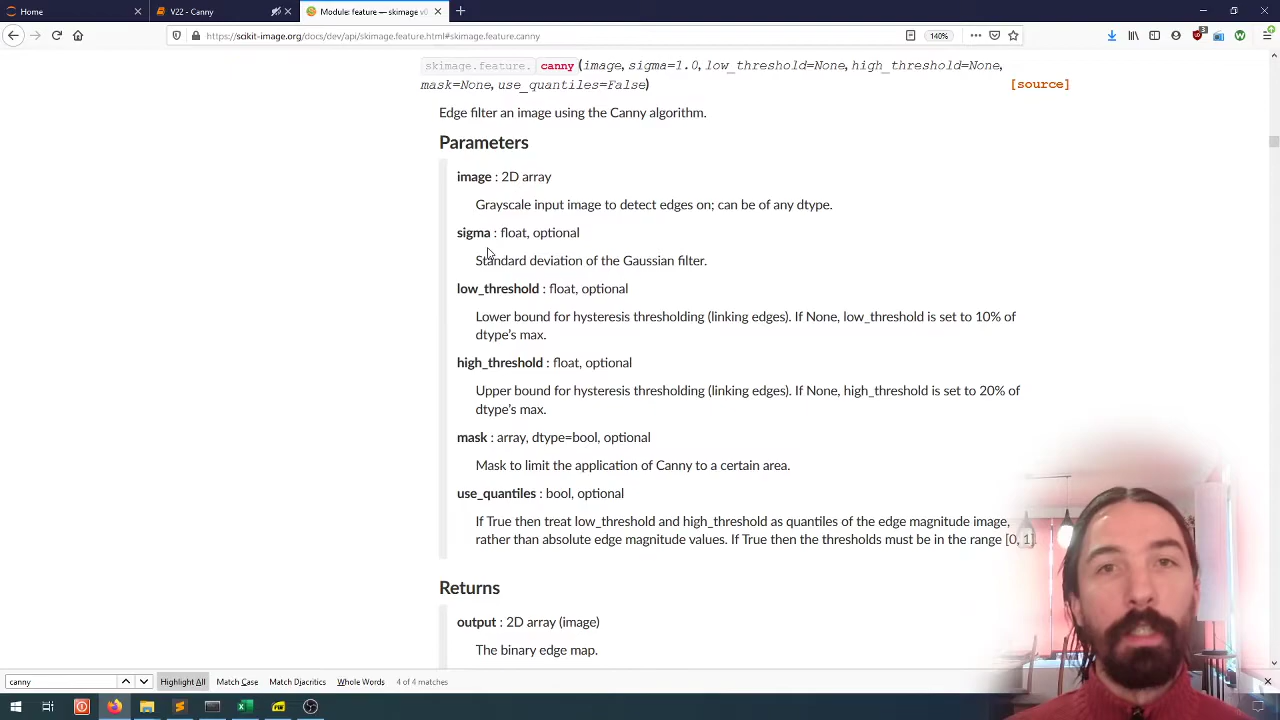 Home
V22 - Canny
Module: feature — skimage v0
https://scikit-image.org/docs/dev/api/skimage.feature.html#skimage.feature.canny
140%
skimage.feature. canny (image, sigma=1.0, low_threshold=None, high_threshold=None,
mask=None, use_quantiles=False)
[source]
Edge filter an image using the Canny algorithm.
Parameters
image : 2D array
Grayscale input image to detect edges on; can be of any dtype.
sigma : float, optional
Standard deviation of the Gaussian filter.
low_threshold : float, optional
Lower bound for hysteresis thresholding (linking edges). If None, low_threshold is set to 10% of
dtype's max.
high_threshold : float, optional
Upper bound for hysteresis thresholding (linking edges). If None, high_threshold is set to 20% of
dtype's max.
mask : array, dtype=bool, optional
Mask to limit the application of Canny to a certain area.
use_quantiles : bool, optional
If True then treat low_threshold and high_threshold as quantiles of the edge magnitude image,
rather than absolute edge magnitude values. If True then the thresholds must be in the range [0, 1].
Returns
output : 2D array (image)
The binary edge map.
canny
Highlight All
Match Case
Match Diacritics
Whole Words
4 of 4 matches